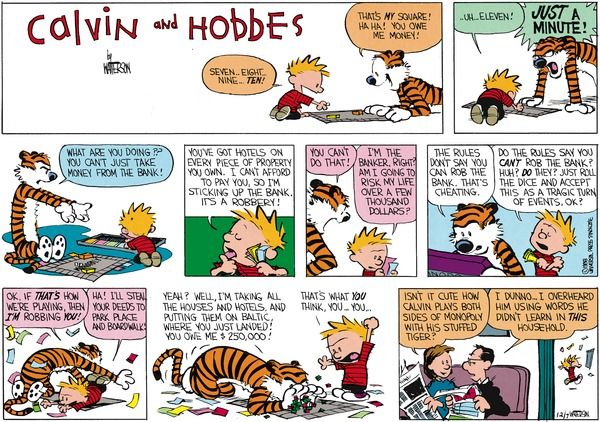 Calvin and Hobbes
by
WATTERSON
SEVEN.. EIGHT..
NINE... TEN!
THAT'S MY SQUARE!
HA HA! YOU OWE
ME MONEY!
..UH..ELEVEN!
JUST A
MINUTE!
WHAT ARE YOU DOING??
YOU CAN'T JUST TAKE
MONEY FROM THE BANK!
YOU'VE GOT HOTELS ON
EVERY PIECE OF PROPERTY
YOU OWN. I CAN'T AFFORD
TO PAY YOU, SO I'M
STICKING UP THE BANK.
IT'S A ROBBERY!
YOU CAN'T
DO THAT!
I'M THE
BANKER, RIGHT?
AM I GOING TO
RISK MY LIFE
OVER A FEW
THOUSAND
DOLLARS?
THE RULES
DON'T SAY YOU
CAN ROB THE
BANK. THAT'S
CHEATING.
DO THE RULES SAY YOU
CAN'T ROB THE BANK?
HUH? DO THEY? JUST ROLL
THE DICE AND ACCEPT
THIS AS A TRAGIC TURN
OF EVENTS, OK?
OK, IF THAT'S HOW
WE'RE PLAYING, THEN
I'M ROBBING YOU!
HA! I'LL STEAL
YOUR DEEDS TO
PARK PLACE
AND BOARDWALK!
YEAH? WELL, I'M TAKING ALL
THE HOUSES AND HOTELS, AND
PUTTING THEM ON BALTIC,
WHERE YOU JUST LANDED!
YOU OWE ME $250,000!
THAT'S WHAT YOU
THINK, YOU... YOU...
ISN'T IT CUTE HOW
CALVIN PLAYS BOTH
SIDES OF MONOPOLY
WITH HIS STUFFED
TIGER?
I DUNNO... I OVERHEARD
HIM USING WORDS HE
DIDN'T LEARN IN THIS
HOUSEHOLD.
12/7 WATTERSON